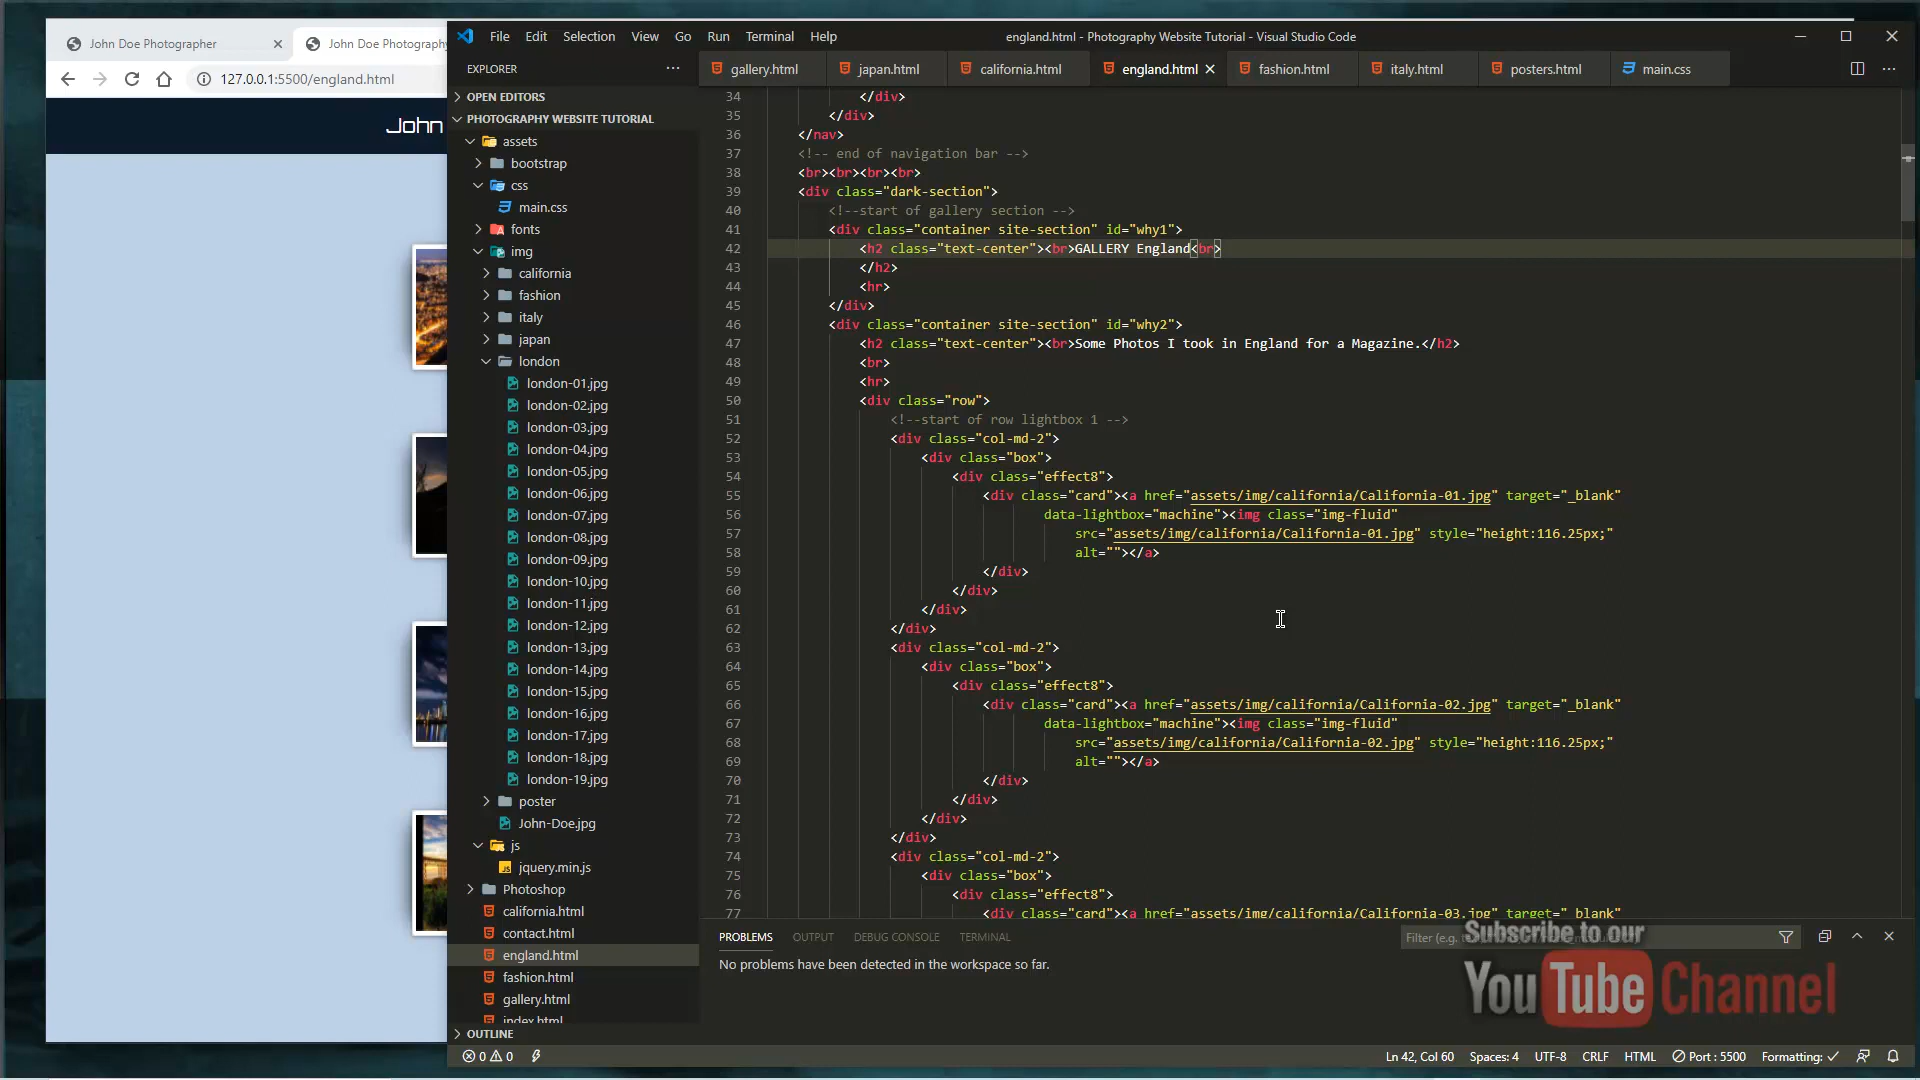 John Doe Photographer
John Doe Photography
127.0.0.1:5500/england.html
John
File Edit Selection View Go Run Terminal Help
england.html - Photography Website Tutorial - Visual Studio Code
EXPLORER
gallery.html
japan.html
california.html
england.html
fashion.html
italy.html
posters.html
main.css
OPEN EDITORS
PHOTOGRAPHY WEBSITE TUTORIAL
assets
bootstrap
css
main.css
fonts
img
california
fashion
italy
japan
london
london-01.jpg
london-02.jpg
london-03.jpg
london-04.jpg
london-05.jpg
london-06.jpg
london-07.jpg
london-08.jpg
london-09.jpg
london-10.jpg
london-11.jpg
london-12.jpg
london-13.jpg
london-14.jpg
london-15.jpg
london-16.jpg
london-17.jpg
london-18.jpg
london-19.jpg
poster
John-Doe.jpg
js
jquery.min.js
Photoshop
california.html
contact.html
england.html
fashion.html
gallery.html
index.html
OUTLINE
34 </div>
35 </div>
36 </nav>
37 <!-- end of navigation bar -->
38 <br><br><br><br>
39 <div class="dark-section">
40 <!--start of gallery section -->
41 <div class="container site-section" id="why1">
42 <h2 class="text-center"><br>GALLERY England<br>
43 </h2>
44 <hr>
45 </div>
46 <div class="container site-section" id="why2">
47 <h2 class="text-center"><br>Some Photos I took in England for a Magazine.</h2>
48 <br>
49 <hr>
50 <div class="row">
51 <!--start of row lightbox 1 -->
52 <div class="col-md-2">
53 <div class="box">
54 <div class="effect8">
55 <div class="card"><a href="assets/img/california/California-01.jpg" target="_blank"
56 data-lightbox="machine"><img class="img-fluid"
57 src="assets/img/california/California-01.jpg" style="height:116.25px;"
58 alt=""></a>
59 </div>
60 </div>
61 </div>
62 </div>
63 <div class="col-md-2">
64 <div class="box">
65 <div class="effect8">
66 <div class="card"><a href="assets/img/california/California-02.jpg" target="_blank"
67 data-lightbox="machine"><img class="img-fluid"
68 src="assets/img/california/California-02.jpg" style="height:116.25px;"
69 alt=""></a>
70 </div>
71 </div>
72 </div>
73 </div>
74 <div class="col-md-2">
75 <div class="box">
76 <div class="effect8">
77 <div class="card"><a href="assets/img/california/California-03.jpg" target="_blank"
PROBLEMS OUTPUT DEBUG CONSOLE TERMINAL
Filter (e.g.
No problems have been detected in the workspace so far.
Subscribe to our
YouTube Channel
0 0
Ln 42, Col 60 Spaces: 4 UTF-8 CRLF HTML Port : 5500 Formatting: ✓